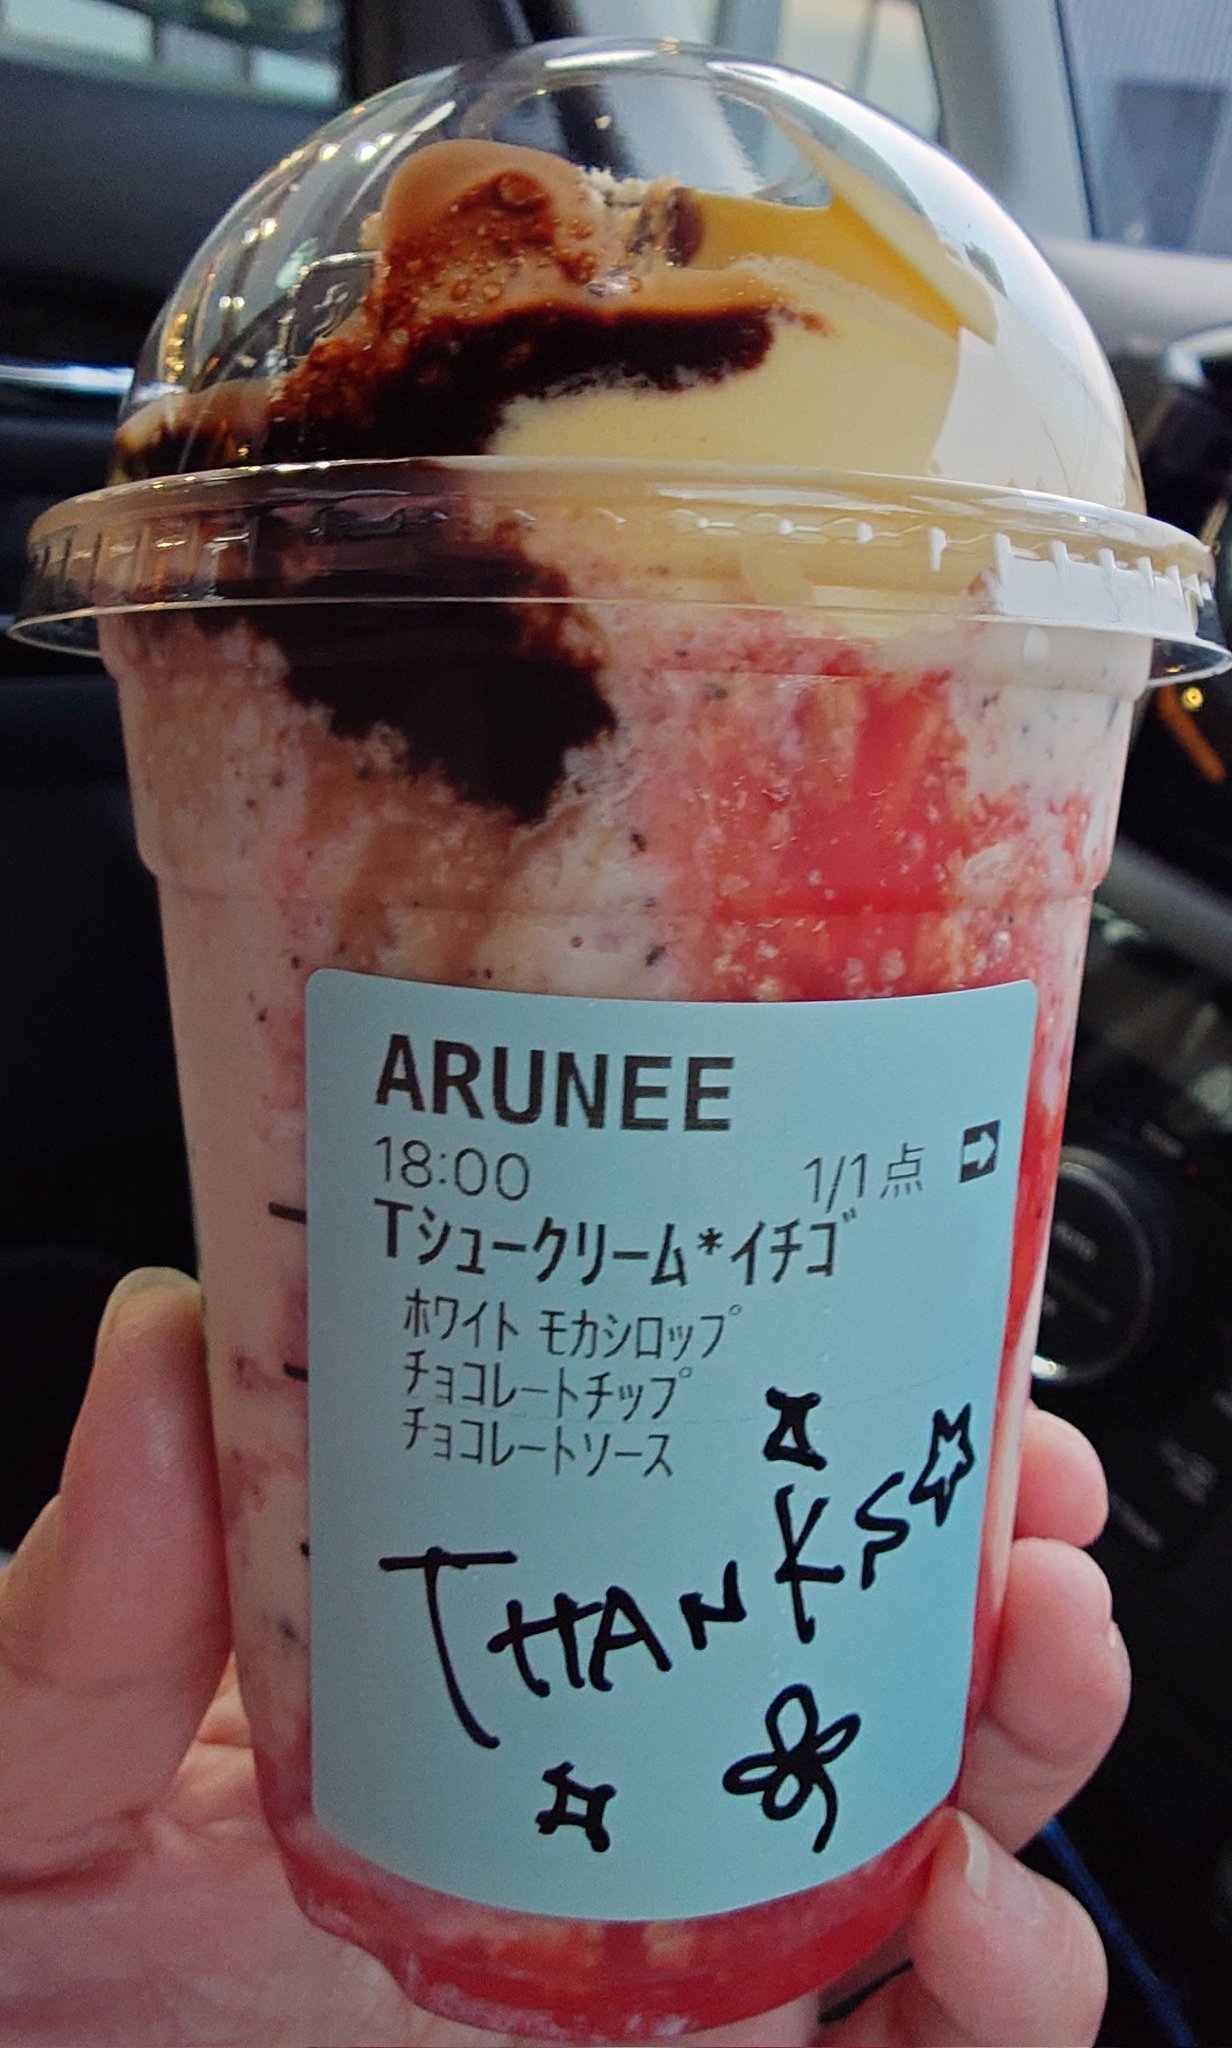 ARUNEE
18:00 1/1点
Tシュークリーム*イチゴ
ホワイト モカシロップ
チョコレートチップ
チョコレートソース
THANKS